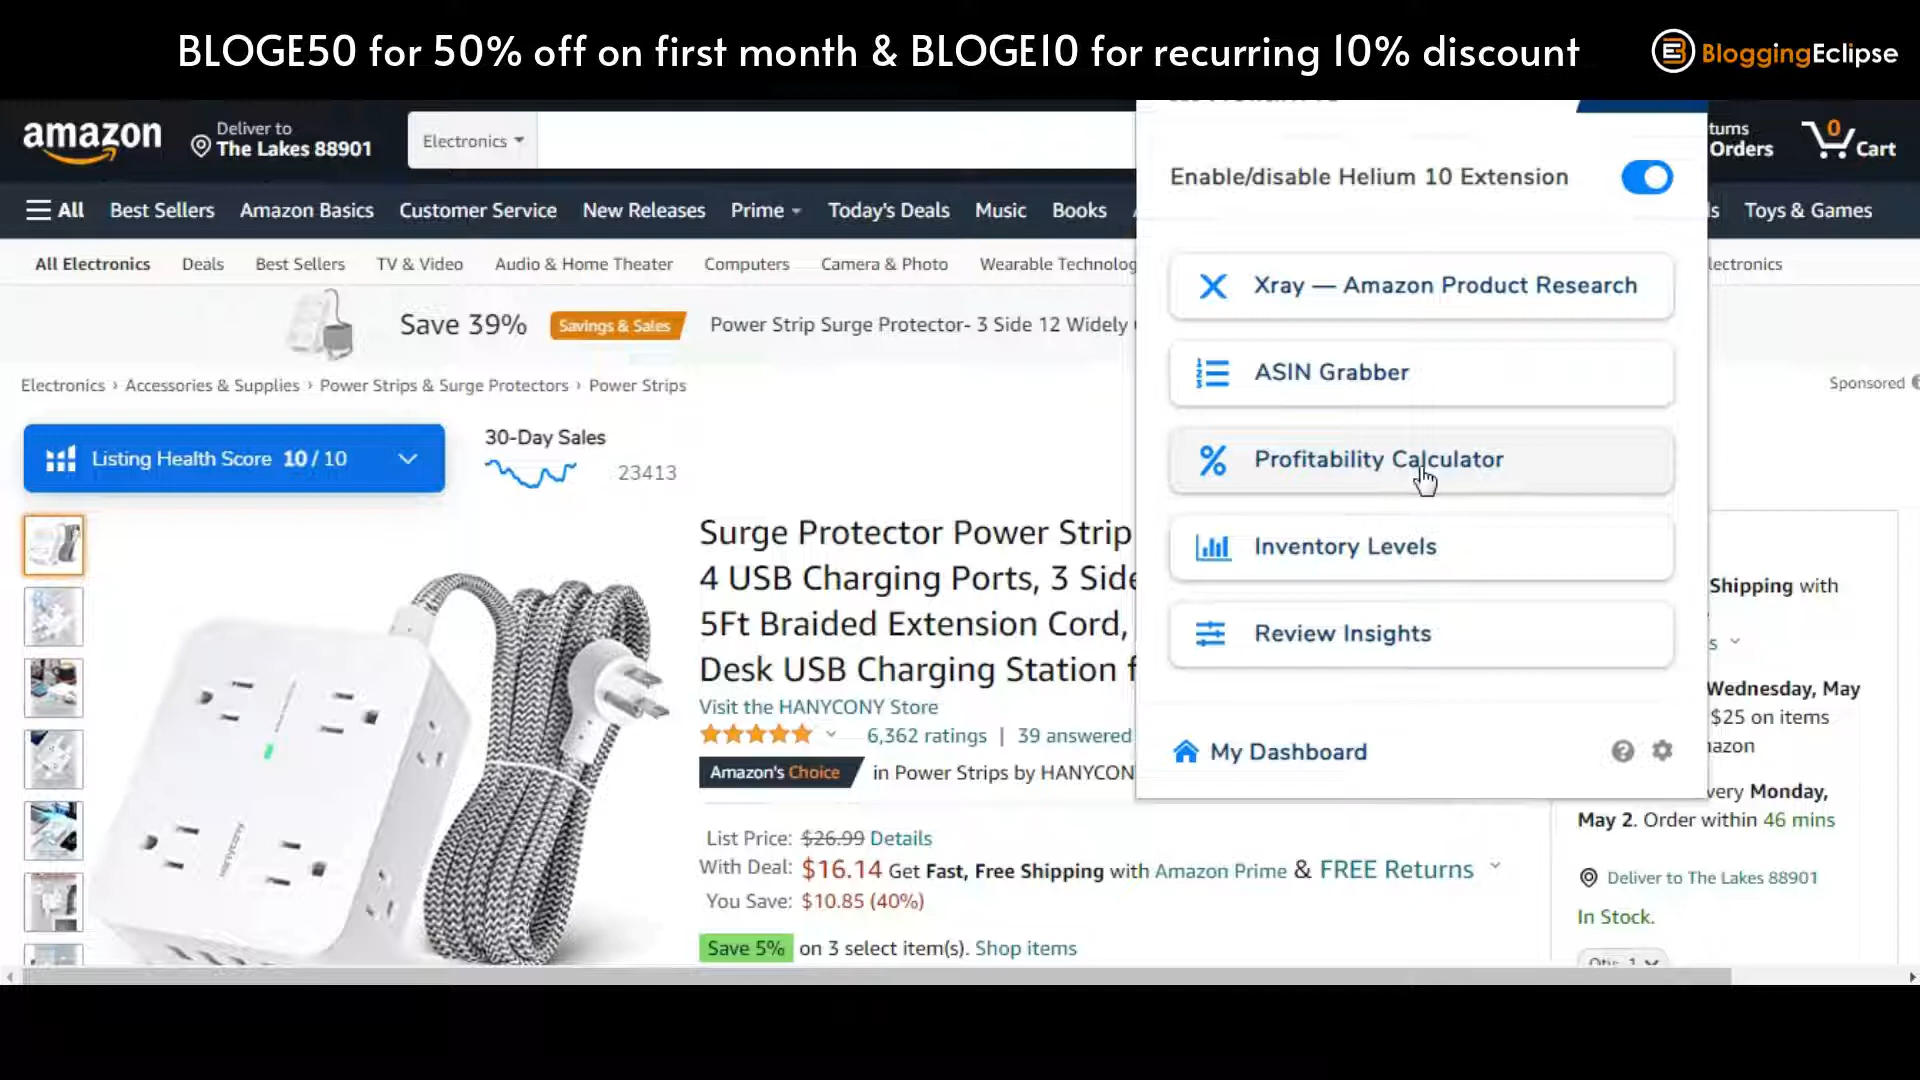 BLOGE50 for 50% off on first month & BLOGE10 for recurring 10% discount
BloggingEclipse
amazon
Deliver to
The Lakes 88901
Electronics
Orders
0
Cart
All
Best Sellers
Amazon Basics
Customer Service
New Releases
Prime
Today's Deals
Music
Books
Toys & Games
All Electronics
Deals
Best Sellers
TV & Video
Audio & Home Theater
Computers
Camera & Photo
Wearable Technolog
lectronics
Save 39%
Savings & Sales
Power Strip Surge Protector- 3 Side 12 Widely
Electronics › Accessories & Supplies › Power Strips & Surge Protectors › Power Strips
Sponsored
Listing Health Score 10 / 10
30-Day Sales
23413
Surge Protector Power Strip
4 USB Charging Ports, 3 Side
5Ft Braided Extension Cord,
Desk USB Charging Station f
Visit the HANYCONY Store
6,362 ratings | 39 answered
Amazon's Choice
in Power Strips by HANYCON
List Price: $26.99 Details
With Deal: $16.14 Get Fast, Free Shipping with Amazon Prime & FREE Returns
You Save: $10.85 (40%)
Save 5% on 3 select item(s). Shop items
HANYCONY
Enable/disable Helium 10 Extension
Xray — Amazon Product Research
ASIN Grabber
Profitability Calculator
Inventory Levels
Review Insights
My Dashboard
Shipping with
Wednesday, May
$25 on items
mazon
very Monday,
May 2. Order within 46 mins
Deliver to The Lakes 88901
In Stock.
Qty: 1